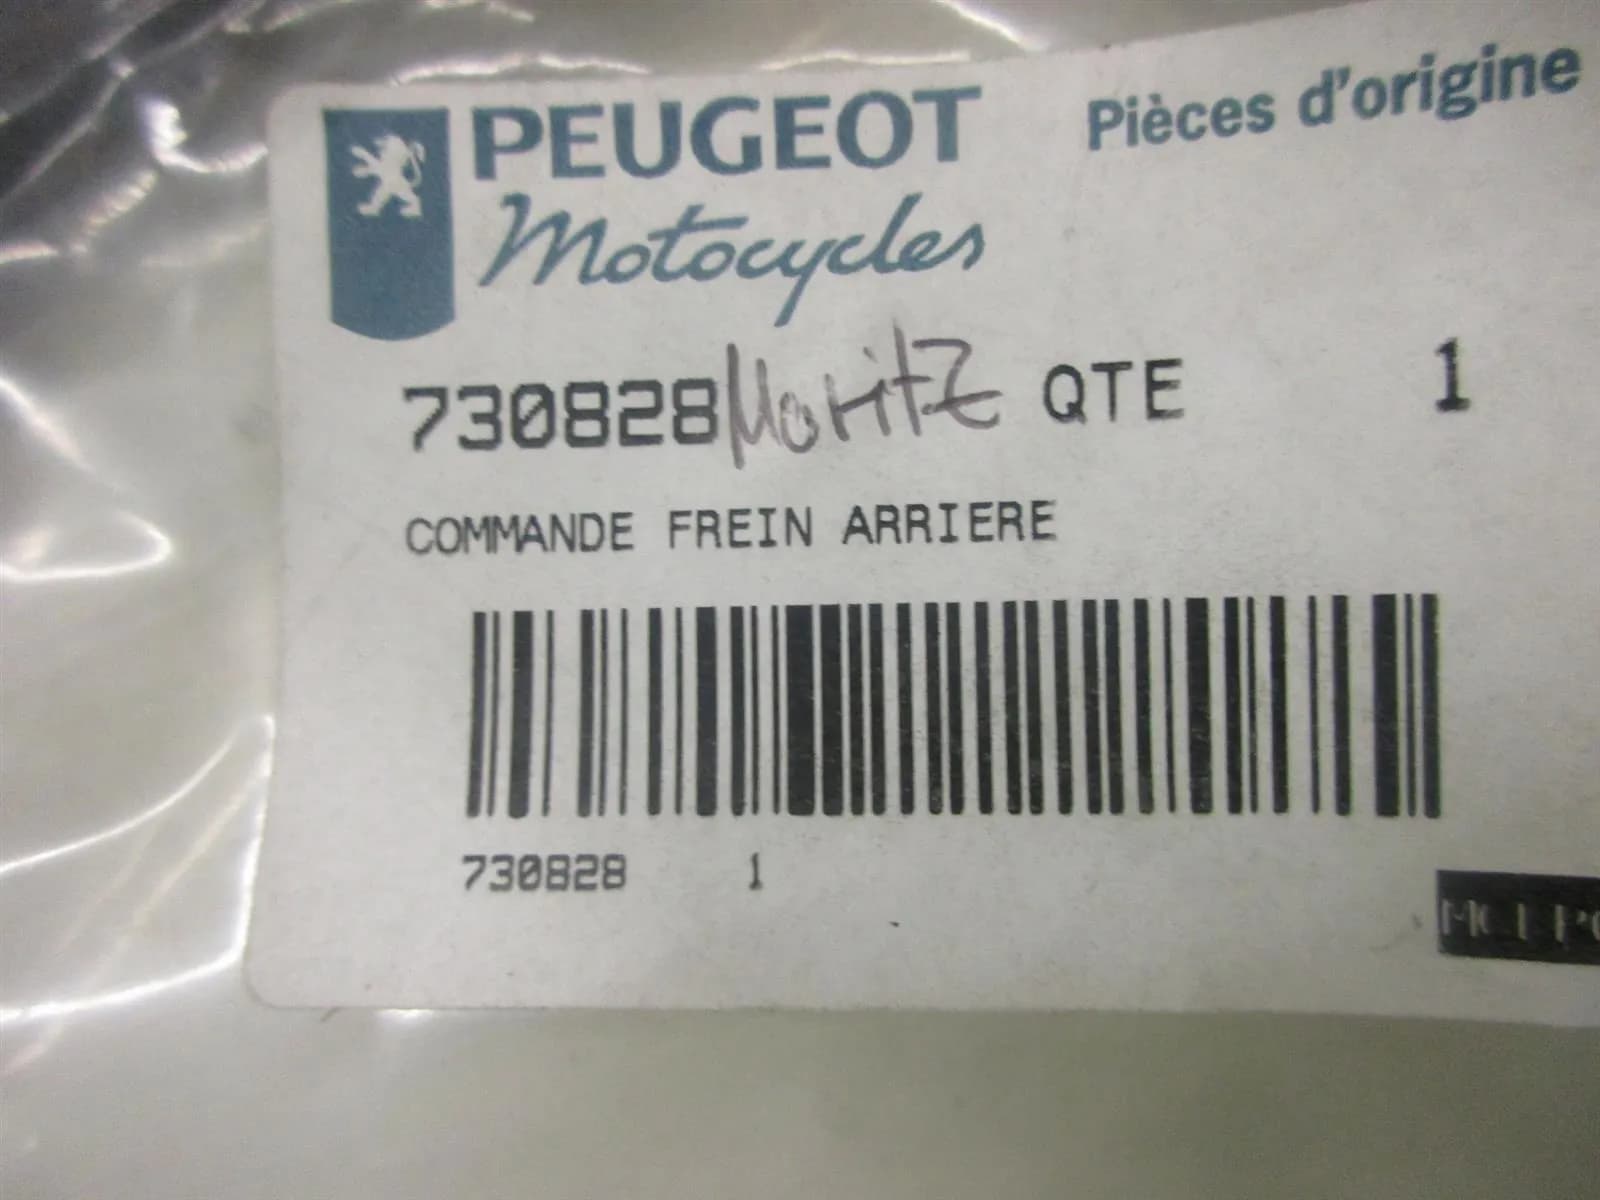 PEUGEOT
Motocycles
Pièces d'origine
730828 Moritz QTE 1
COMMANDE FREIN ARRIERE
730828 1